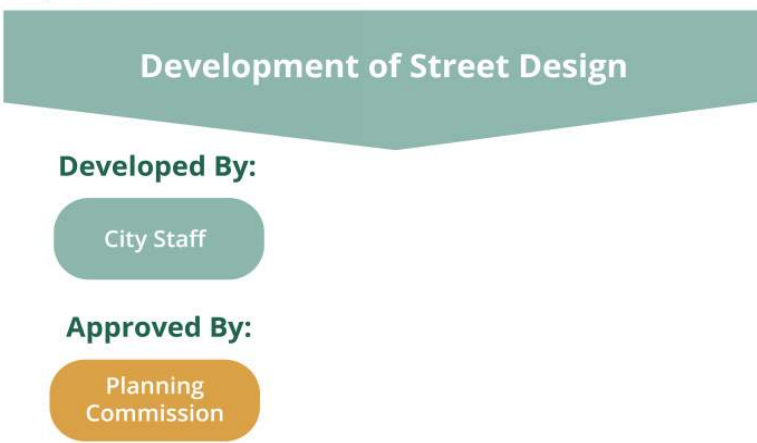 Development of Street Design
Developed By:
City Staff
Approved By:
Planning
Commission